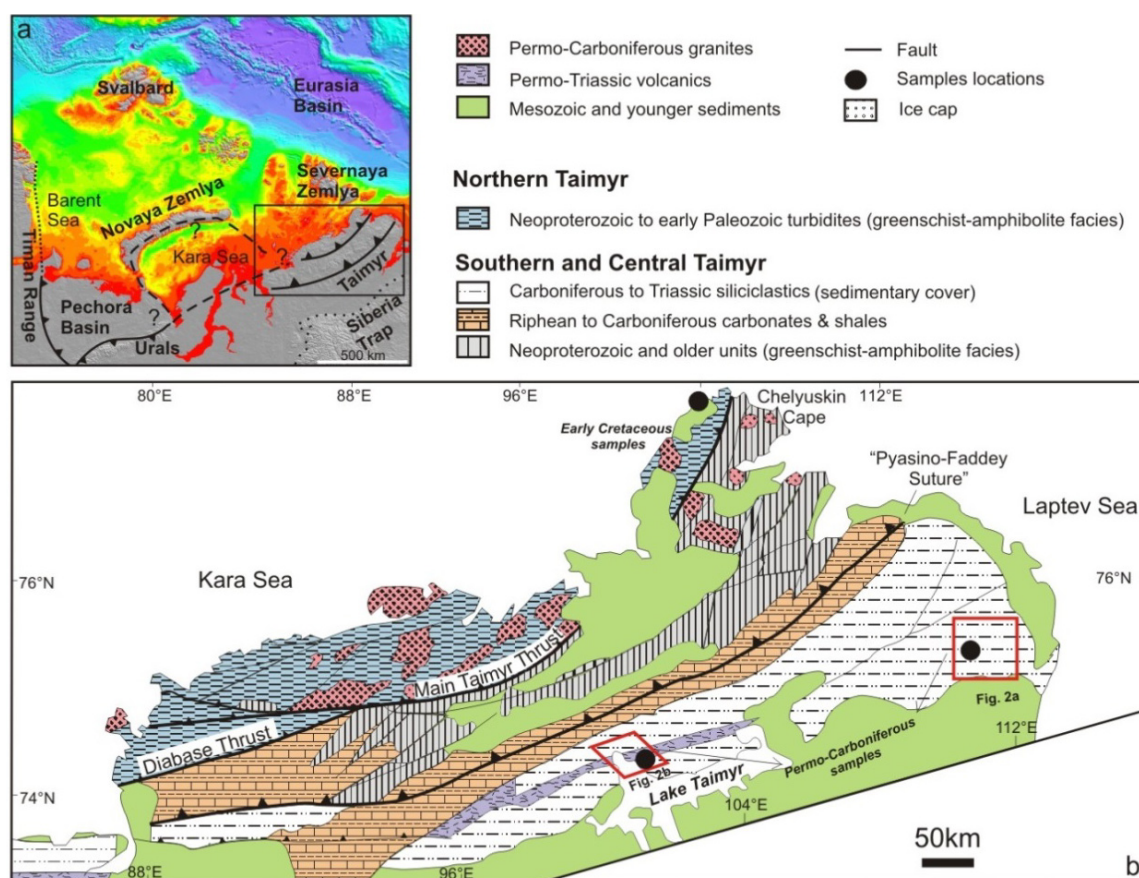 a
Svalbard
Eurasia
Basin
Barent
Sea
Novaya Zemlya
Severnaya
Zemlya
?
Kara Sea
?
Timan Range
Taimyr
Pechora
Basin
?
Urals
Siberia
Trap
500 km
Permo-Carboniferous granites
Permo-Triassic volcanics
Mesozoic and younger sediments
Fault
Samples locations
Ice cap
Northern Taimyr
Neoproterozoic to early Paleozoic turbidites (greenschist-amphibolite facies)
Southern and Central Taimyr
Carboniferous to Triassic siliciclastics (sedimentary cover)
Riphean to Carboniferous carbonates & shales
Neoproterozoic and older units (greenschist-amphibolite facies)
80°E
88°E
96°E
112°E
Early Cretaceous
samples
Chelyuskin
Cape
"Pyasino-Faddey
Suture"
Laptev Sea
Kara Sea
76°N
76°N
Main Taimyr Thrust
Diabase Thrust
Fig. 2a
112°E
Fig. 2b
Permo-Carboniferous
samples
Lake Taimyr
74°N
104°E
88°E
96°E
50km
b